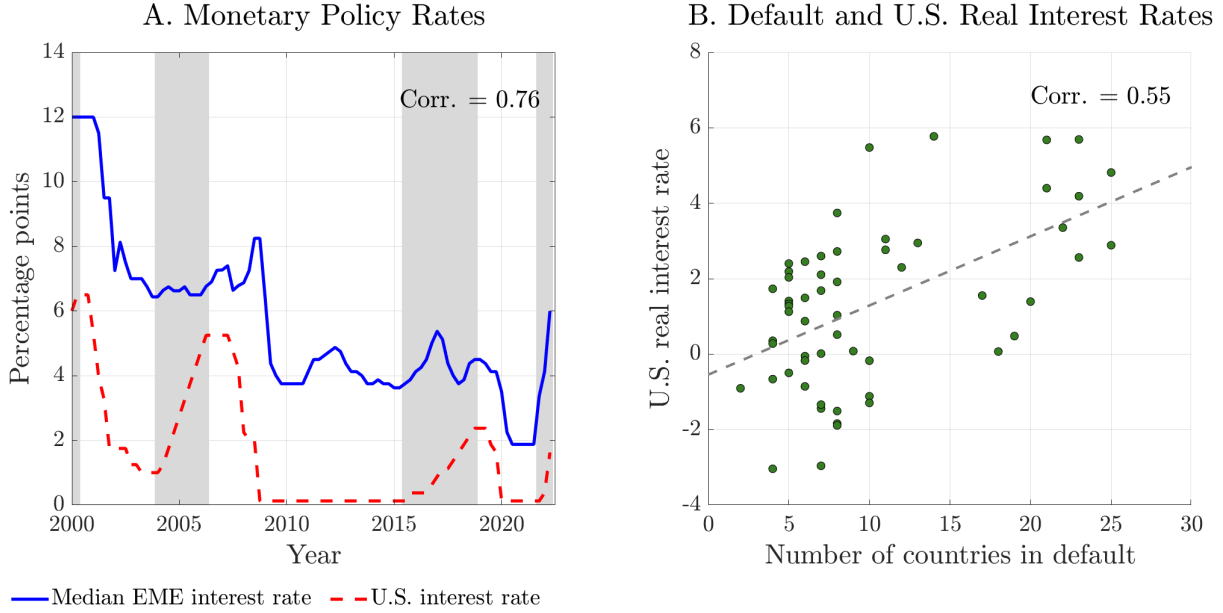 A. Monetary Policy Rates
Corr. = 0.76
Percentage points
14
12
10
8
6
4
2
0
2000 2005 2010 2015 2020
Year
Median EME interest rate U.S. interest rate
B. Default and U.S. Real Interest Rates
Corr. = 0.55
U.S. real interest rate
8
6
4
2
0
-2
-4
0 5 10 15 20 25 30
Number of countries in default